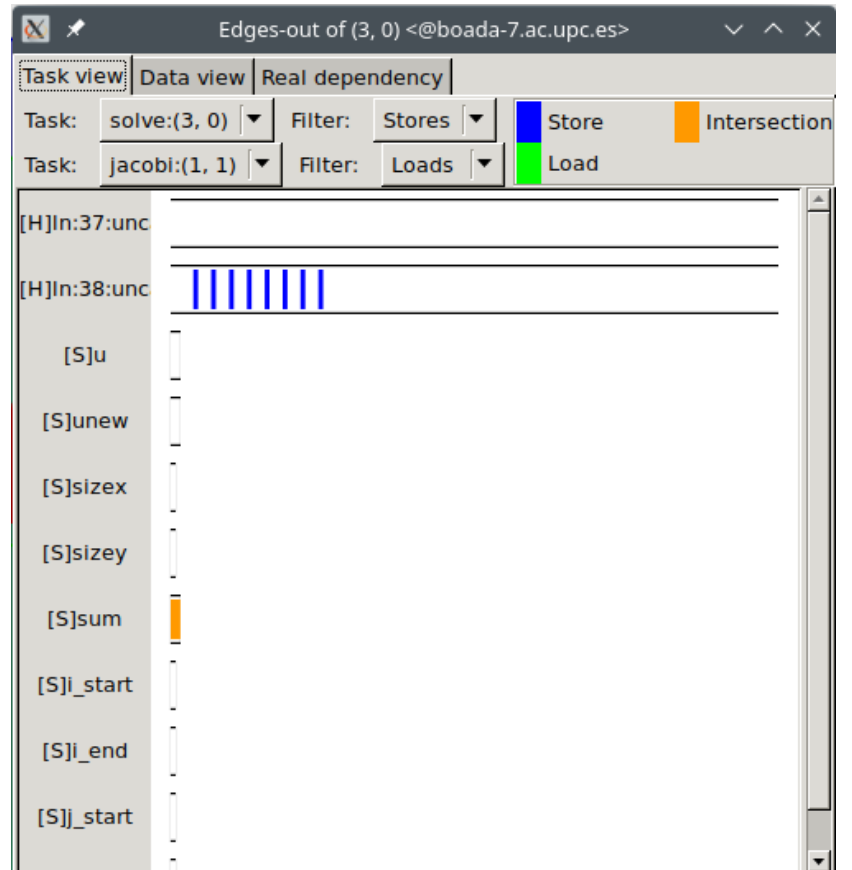 Edges-out of (3, 0) <@boada-7.ac.upc.es>
Task view Data view Real dependency
Task: solve:(3, 0) Filter: Stores Store Intersection
Task: jacobi:(1, 1) Filter: Loads Load
[H]In:37:unc
[H]In:38:unc
[S]u
[S]unew
[S]sizex
[S]sizey
[S]sum
[S]i_start
[S]i_end
[S]j_start